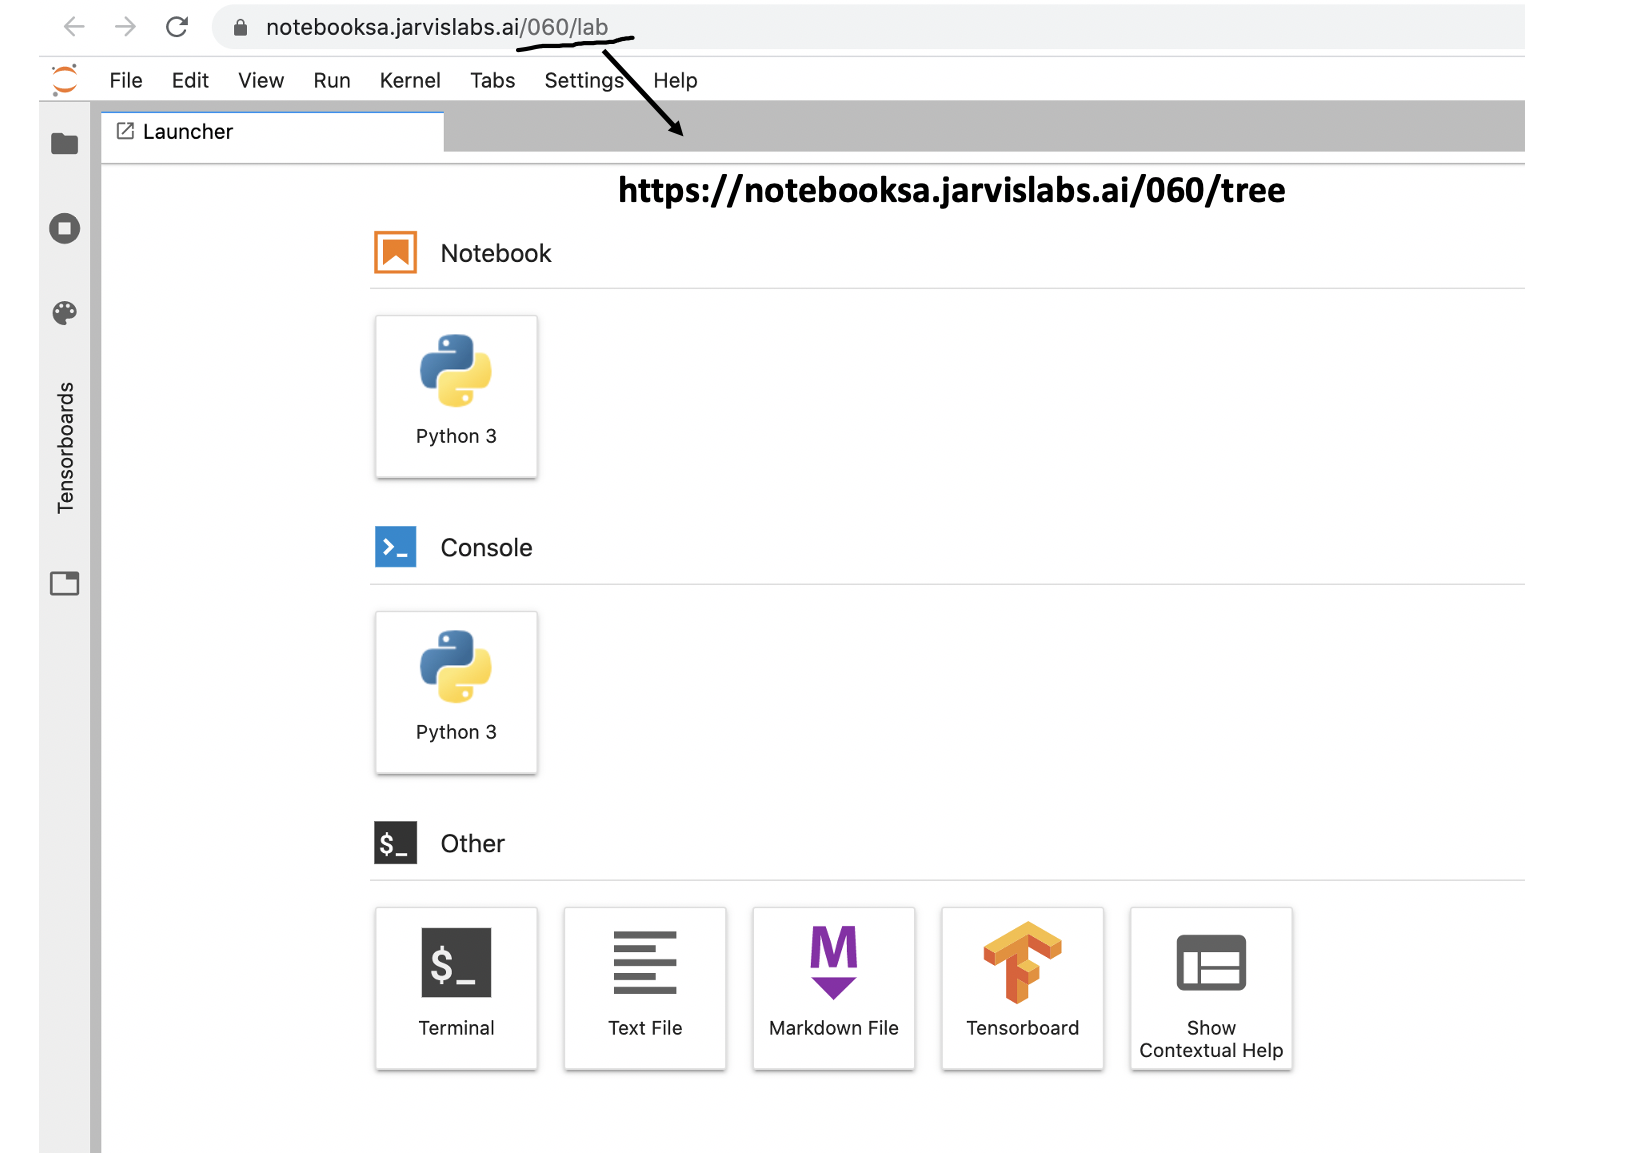 notebooksa.jarvislabs.ai/060/lab
File Edit View Run Kernel Tabs Settings Help
Launcher
https://notebooksa.jarvislabs.ai/060/tree
Notebook
Python 3
Tensorboards
>_ Console
Python 3
$_ Other
$_
Terminal
Text File
M
Markdown File
Tensorboard
Show
Contextual Help